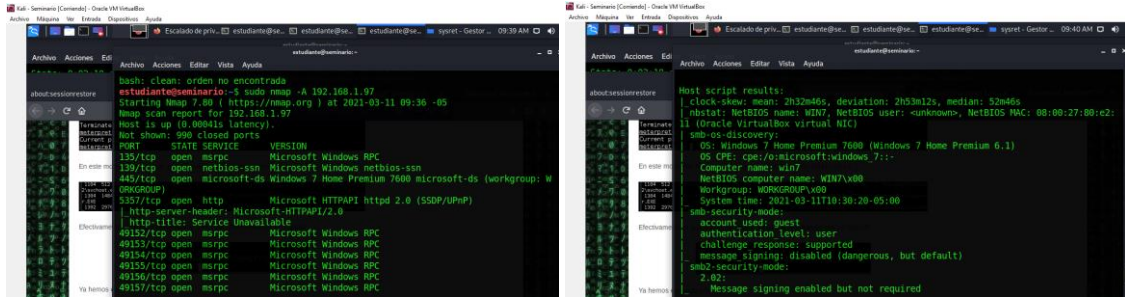 Kali - Seminario [Corriendo] - Oracle VM VirtualBox
Archivo Máquina Ver Entrada Dispositivos Ayuda
Escalado de priv... estudiante@se... estudiante@se... estudiante@se... sysret - Gestor ... 09:39 AM
estudiante@seminario: ~
Archivo Acciones Edi
Archivo Acciones Editar Vista Ayuda
about:sessionrestore
bash: clean: orden no encontrada
estudiante@seminario:~$ sudo nmap -A 192.168.1.97
Starting Nmap 7.80 ( https://nmap.org ) at 2021-03-11 09:36 -05
Nmap scan report for 192.168.1.97
Host is up (0.00041s latency).
Not shown: 990 closed ports
PORT STATE SERVICE VERSION
135/tcp open msrpc Microsoft Windows RPC
139/tcp open netbios-ssn Microsoft Windows netbios-ssn
445/tcp open microsoft-ds Windows 7 Home Premium 7600 microsoft-ds (workgroup: W
ORKGROUP)
5357/tcp open http Microsoft HTTPAPI httpd 2.0 (SSDP/UPnP)
|_http-server-header: Microsoft-HTTPAPI/2.0
|_http-title: Service Unavailable
49152/tcp open msrpc Microsoft Windows RPC
49153/tcp open msrpc Microsoft Windows RPC
49154/tcp open msrpc Microsoft Windows RPC
49155/tcp open msrpc Microsoft Windows RPC
49156/tcp open msrpc Microsoft Windows RPC
49157/tcp open msrpc Microsoft Windows RPC
Terminate
meterpret
Current p
meterpret
En este mo
Efectivame
Ya hemos
Kali - Seminario [Corriendo] - Oracle VM VirtualBox
Archivo Máquina Ver Entrada Dispositivos Ayuda
Escalado de priv... estudiante@se... estudiante@se... estudiante@se... sysret - Gestor ... 09:40 AM
estudiante@seminario: ~
Archivo Acciones Edi
Archivo Acciones Editar Vista Ayuda
about:sessionrestore
Host script results:
|_clock-skew: mean: 2h32m46s, deviation: 2h53m12s, median: 52m46s
|_nbstat: NetBIOS name: WIN7, NetBIOS user: <unknown>, NetBIOS MAC: 08:00:27:80:e2:
11 (Oracle VirtualBox virtual NIC)
| smb-os-discovery:
| OS: Windows 7 Home Premium 7600 (Windows 7 Home Premium 6.1)
| OS CPE: cpe:/o:microsoft:windows_7::-
| Computer name: win7
| NetBIOS computer name: WIN7\x00
| Workgroup: WORKGROUP\x00
|_ System time: 2021-03-11T10:30:20-05:00
| smb-security-mode:
| account_used: guest
| authentication_level: user
| challenge_response: supported
|_ message_signing: disabled (dangerous, but default)
| smb2-security-mode:
| 2.02:
|_ Message signing enabled but not required
Terminate
meterpret
Current p
meterpret
En este mo
Efectivame
Ya hemos